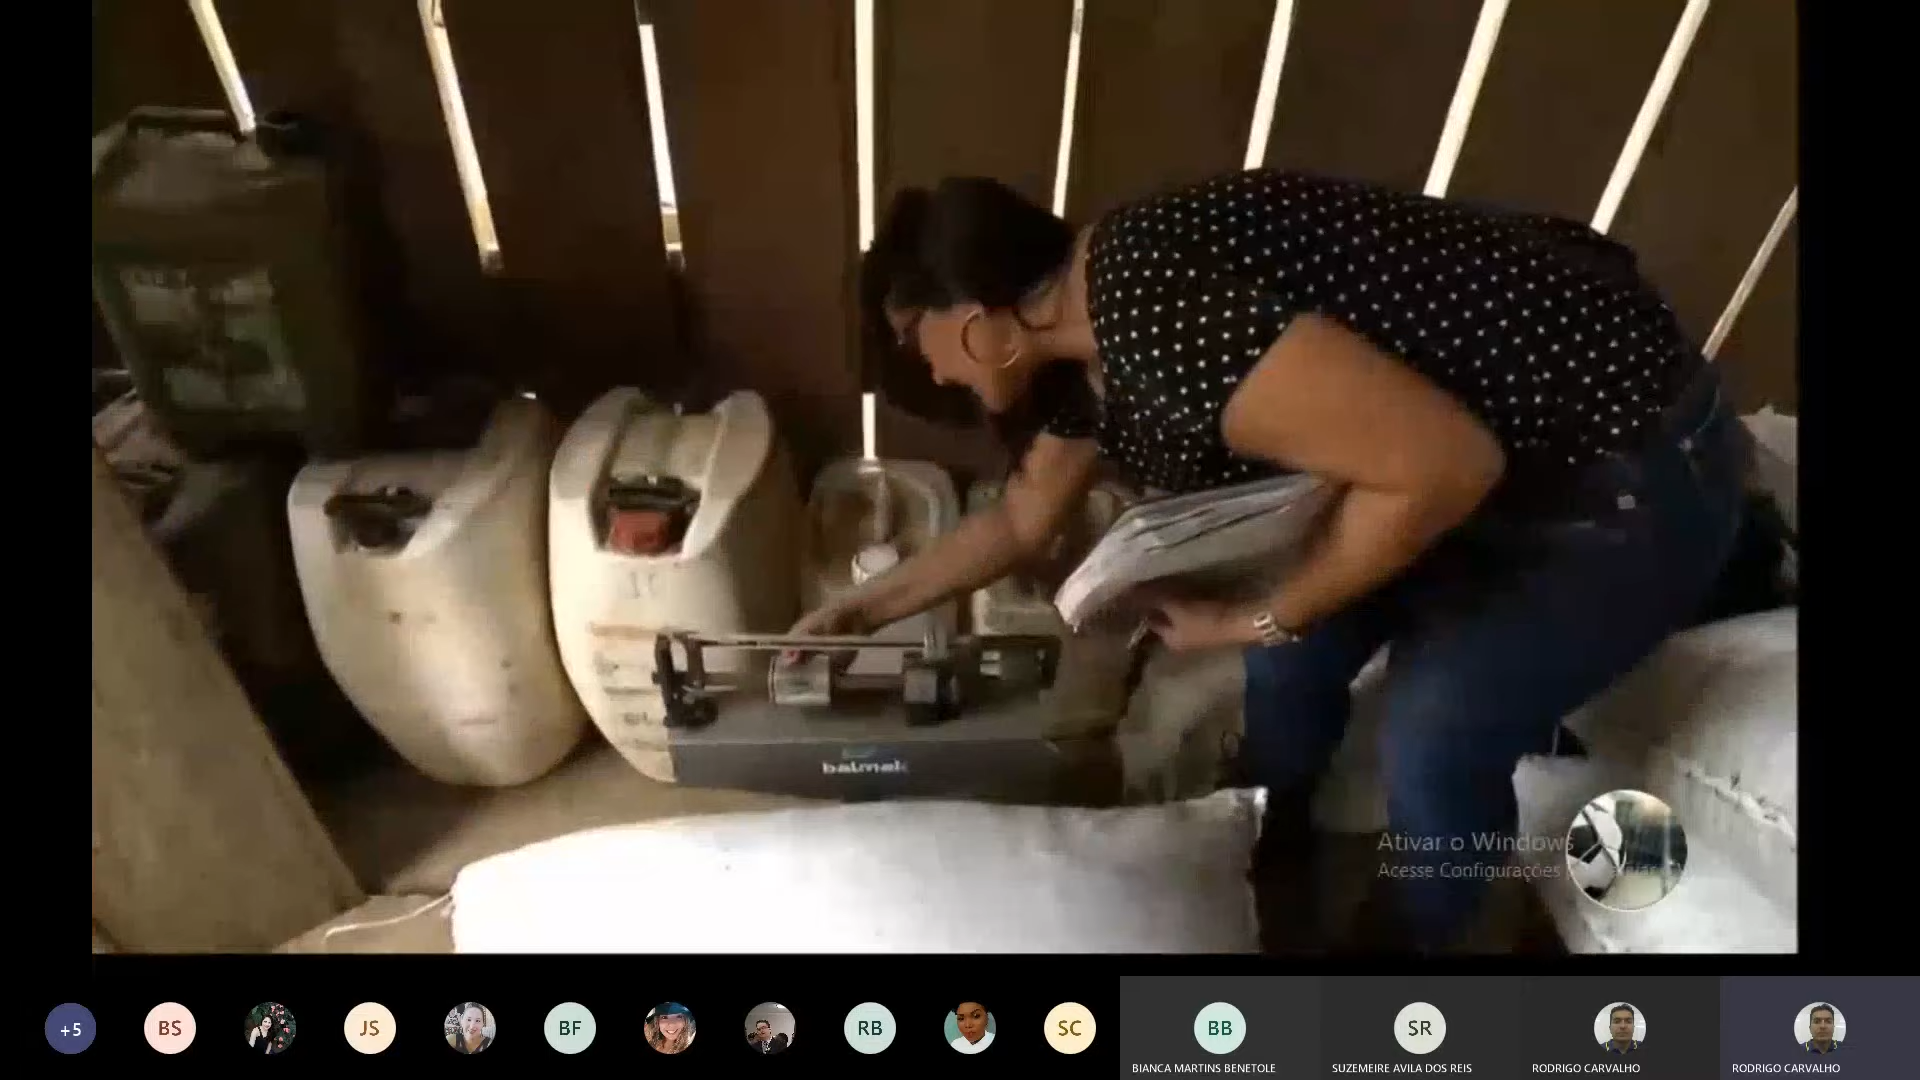 balmak
Ativar o Windows
Acesse Configurações
+5
BS
JS
BF
RB
SC
BB
SR
BIANCA MARTINS BENETOLE
SUZEMEIRE AVILA DOS REIS
RODRIGO CARVALHO
RODRIGO CARVALHO